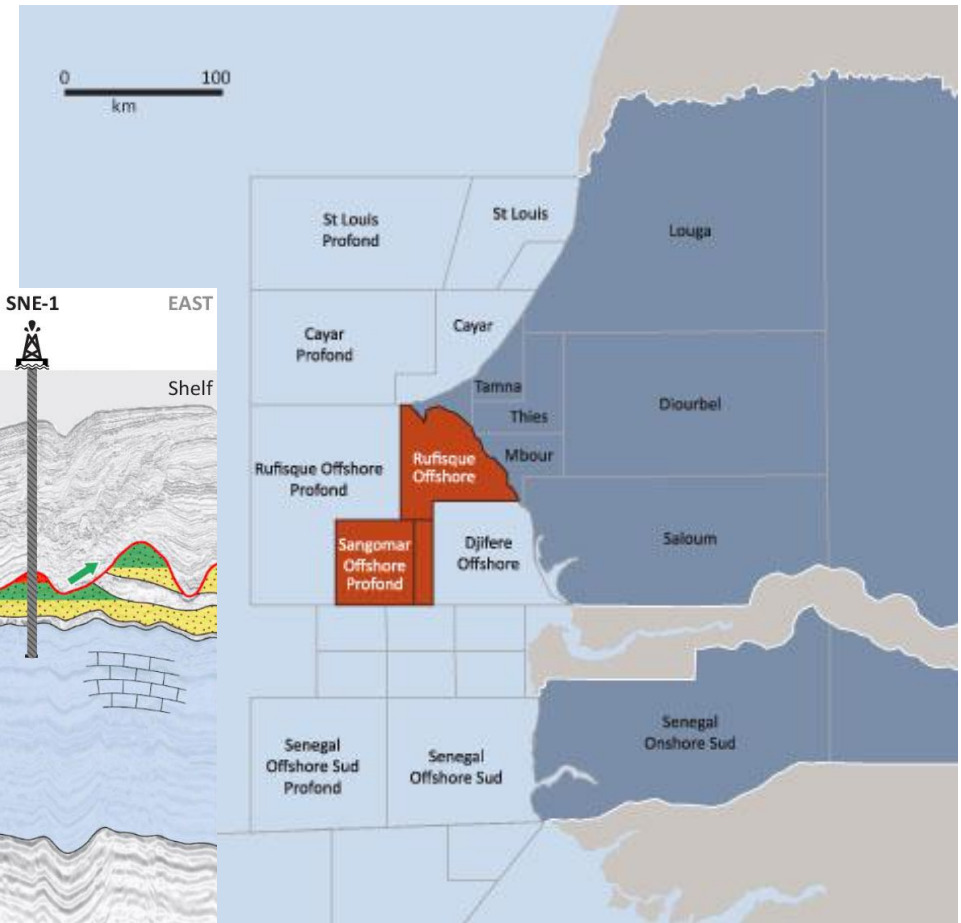 0 100
km
St Louis
Profond
St Louis
Louga
SNE-1 EAST
Shelf
Cayar
Profond
Cayar
Tamna
Thies
Diourbel
Mbour
Rufisque Offshore
Profond
Rufisque
Offshore
Sangomar
Offshore
Profond
Djifere
Offshore
Saloum
Senegal
Offshore Sud
Profond
Senegal
Offshore Sud
Senegal
Onshore Sud